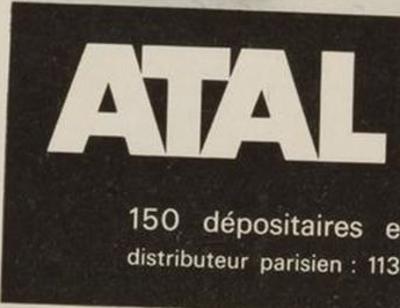 ATAL
150 dépositaires e
distributeur parisien : 113